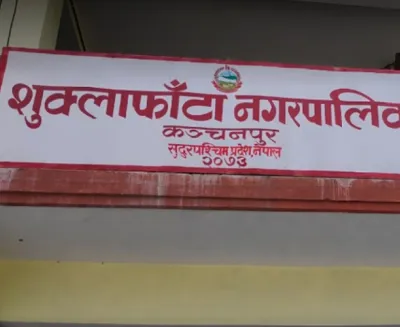 शुक्लाफाँटा नगरपालिक
कञ्चनपुर
सुदुरपश्चिम प्रदेश, नेपाल
२०७३